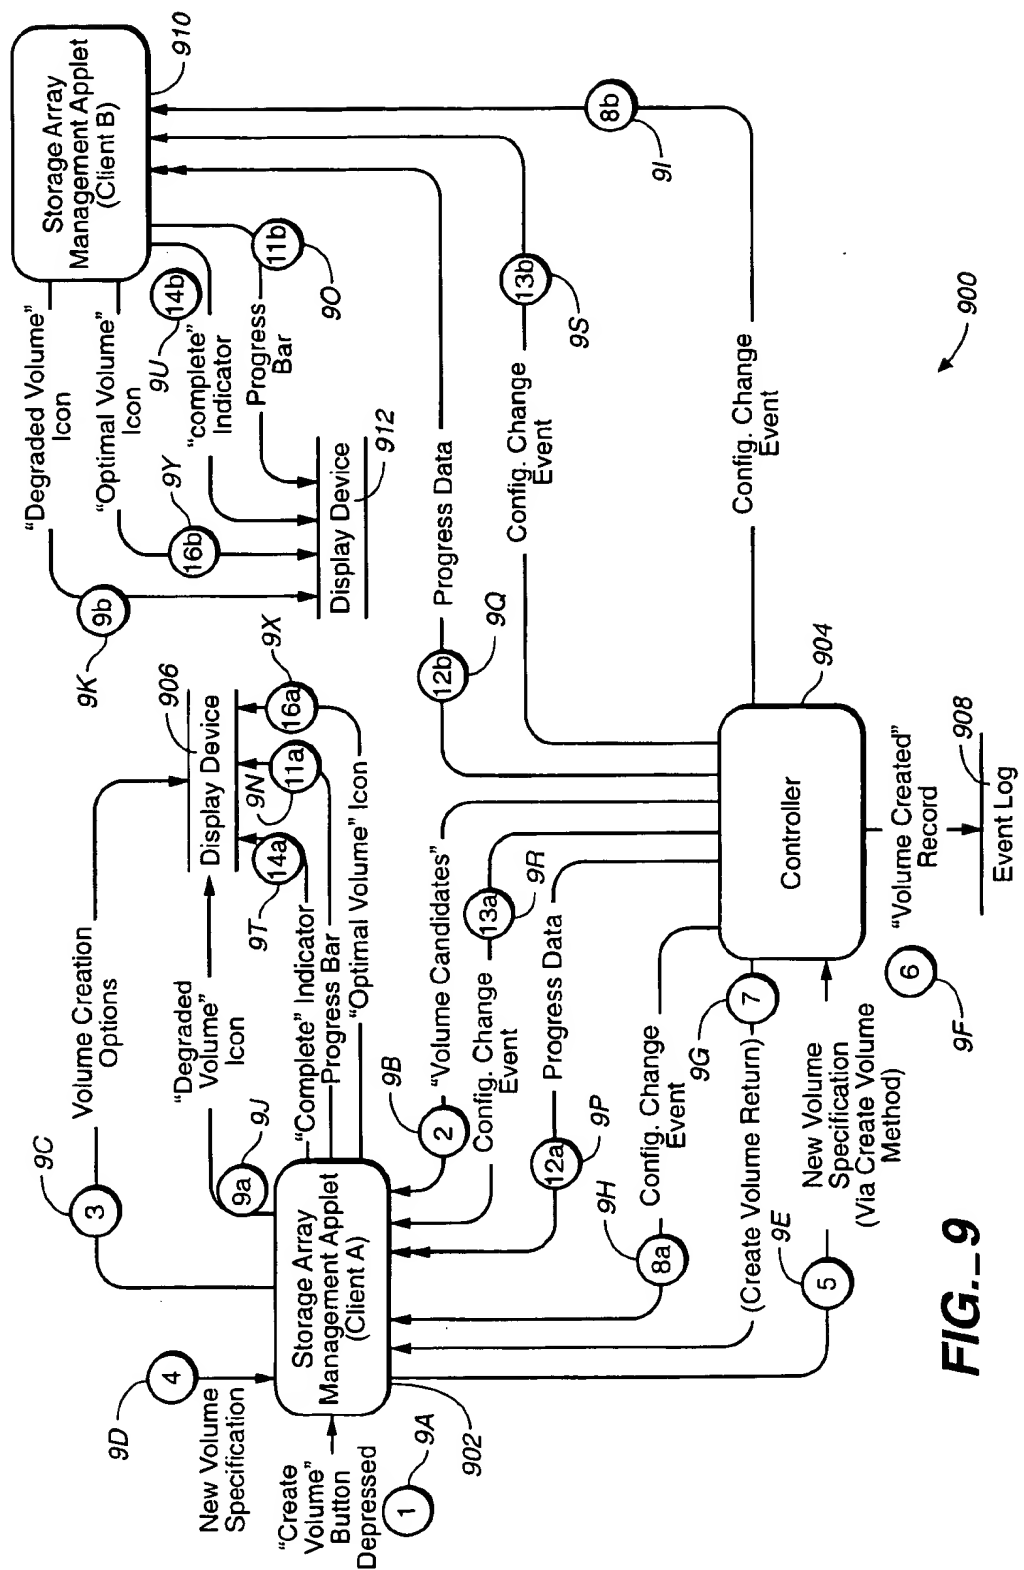 4
9D
New Volume
Specification
"Create
Volume"
Button
Depressed
1
9A
902
Storage Array
Management Applet
(Client A)
3
9C
Volume Creation
Options
9a
9J
"Degraded
Volume"
Icon
"Complete" Indicator
Progress Bar
"Optimal Volume" Icon
14a
9T
11a
9N
16a
9X
Display Device
906
2
9B
"Volume Candidates"
Config. Change
Event
13a
9R
12a
9P
Progress Data
8a
9H
Config. Change
Event
(Create Volume Return)
7
9G
5
9E
New Volume
Specification
(Via Create Volume
Method)
Controller
904
6
9F
"Volume Created"
Record
Event Log
908
Storage Array
Management Applet
(Client B)
910
"Degraded Volume"
Icon
9b
9K
"Optimal Volume"
Icon
16b
9Y
14b
9U
"complete"
Indicator
11b
9O
Progress
Bar
Display Device
912
12b
9Q
Progress Data
13b
9S
Config. Change
Event
8b
9I
Config. Change
Event
900
FIG._9